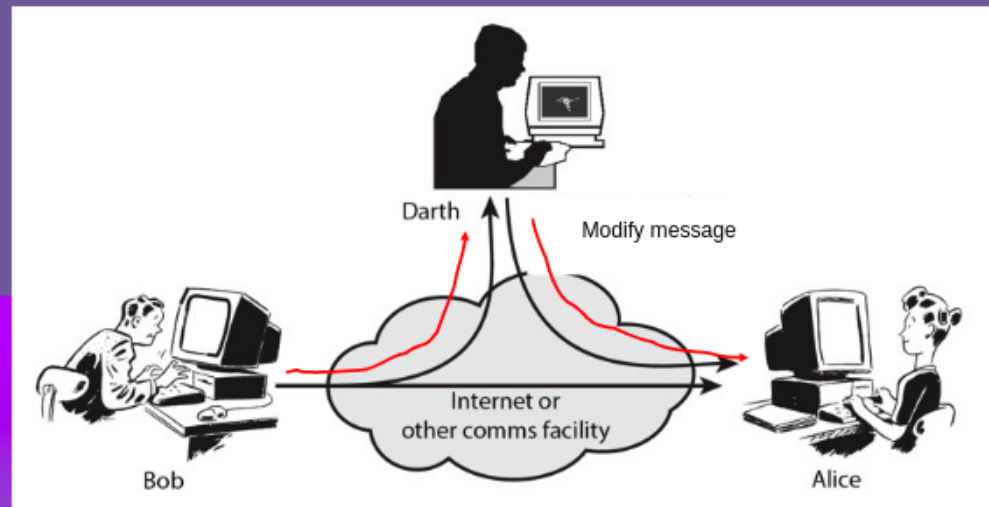 Darth
Modify message
Internet or
other comms facility
Bob
Alice